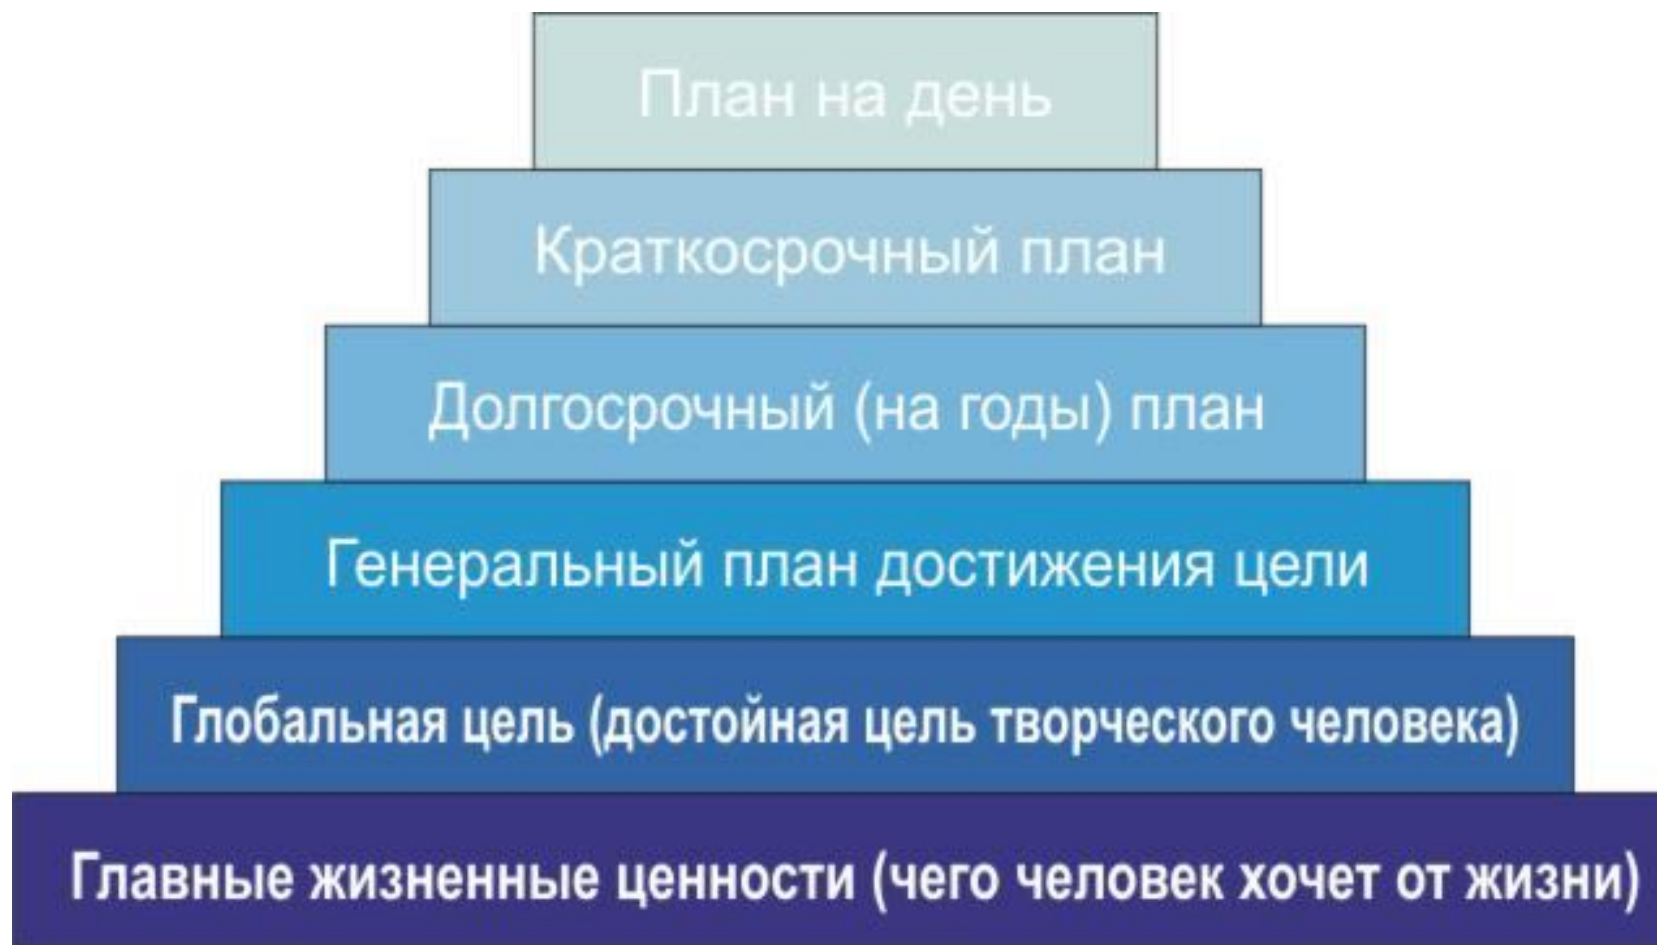 План на день
Краткосрочный план
Долгосрочный (на годы) план
Генеральный план достижения цели
Глобальная цель (достойная цель творческого человека)
Главные жизненные ценности (чего человек хочет от жизни)